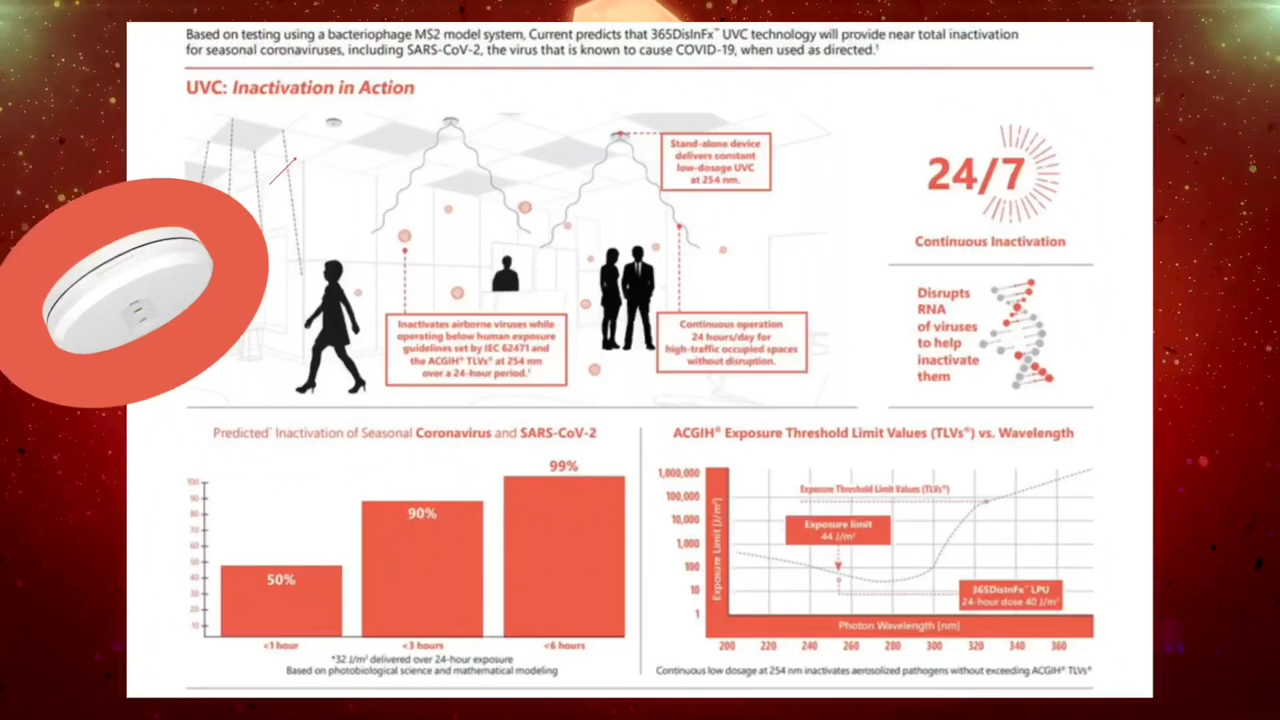 Based on testing using a bacteriophage MS2 model system, Current predicts that 365DisInFx™ UVC technology will provide near total inactivation
for seasonal coronaviruses, including SARS-CoV-2, the virus that is known to cause COVID-19, when used as directed.¹
UVC: Inactivation in Action
Stand-alone device
delivers constant
low-dosage UVC
at 254 nm.
Inactivates airborne viruses while
operating below human exposure
guidelines set by IEC 62471 and
the ACGIH® TLVs® at 254 nm
over a 24-hour period.¹
Continuous operation
24 hours/day for
high-traffic occupied spaces
without disruption.
24/7
Continuous Inactivation
Disrupts
RNA
of viruses
to help
inactivate
them
Predicted* Inactivation of Seasonal Coronavirus and SARS-CoV-2
100
90
80
70
60
50
40
30
20
10
50%
90%
99%
<1 hour
<3 hours
<6 hours
*32 J/m² delivered over 24-hour exposure
Based on photobiological science and mathematical modeling
ACGIH® Exposure Threshold Limit Values (TLVs®) vs. Wavelength
1,000,000
100,000
10,000
1,000
100
10
1
Exposure Limit [J/m²]
Exposure Threshold Limit Values (TLVs®)
Exposure limit
44 J/m²
365DisInFx™ LPU
24-hour dose 40 J/m²
Photon Wavelength [nm]
200 220 240 260 280 300 320 340 360
Continuous low dosage at 254 nm inactivates aerosolized pathogens without exceeding ACGIH® TLVs®